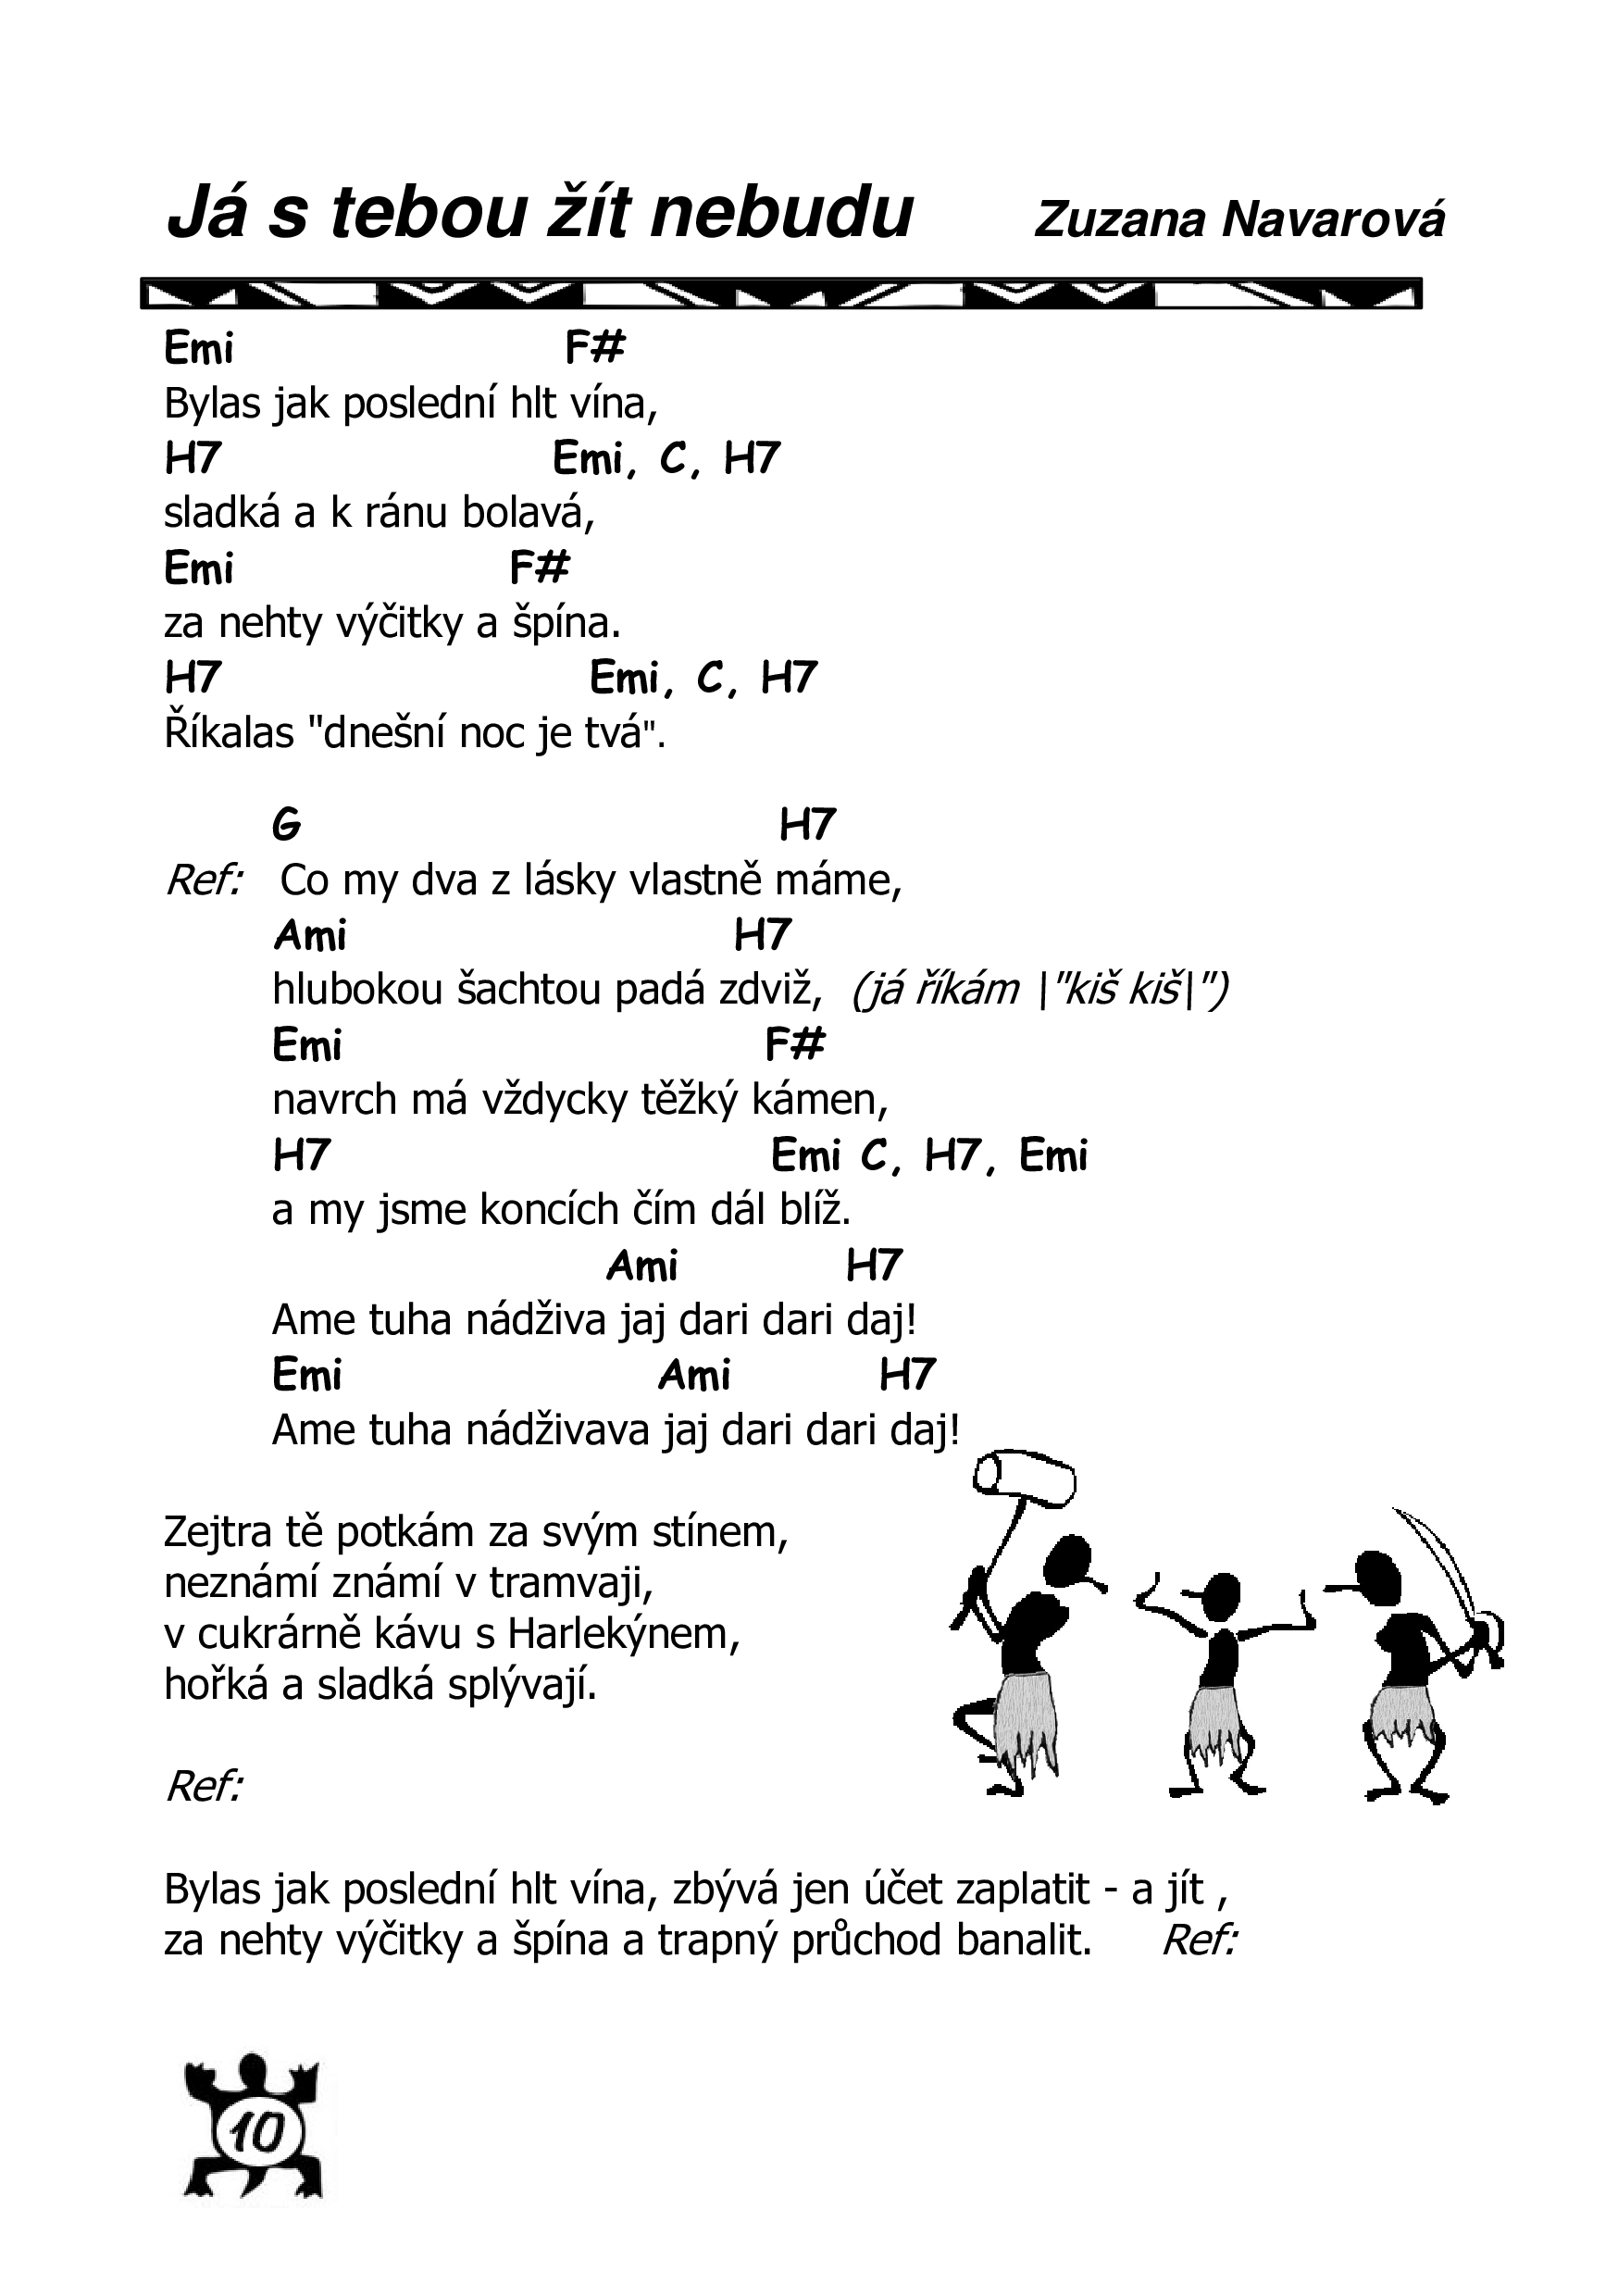 Já s tebou žít nebudu Zuzana Navarová
Emi F#
Bylas jak poslední hlt vína,
H7 Emi, C, H7
sladká a k ránu bolavá,
Emi F#
za nehty výčitky a špína.
H7 Emi, C, H7
Říkalas "dnešní noc je tvá".
G H7
Ref: Co my dva z lásky vlastně máme,
Ami H7
hlubokou šachtou padá zdviž, (já říkám \"kiš kiš\")
Emi F#
navrch má vždycky těžký kámen,
H7 Emi C, H7, Emi
a my jsme koncích čím dál blíž.
Ami H7
Ame tuha nádživa jaj dari dari daj!
Emi Ami H7
Ame tuha nádživava jaj dari dari daj!
Zejtra tě potkám za svým stínem,
neznámí známí v tramvaji,
v cukrárně kávu s Harlekýnem,
hořká a sladká splývají.
Ref:
Bylas jak poslední hlt vína, zbývá jen účet zaplatit - a jít ,
za nehty výčitky a špína a trapný průchod banalit. Ref:
10